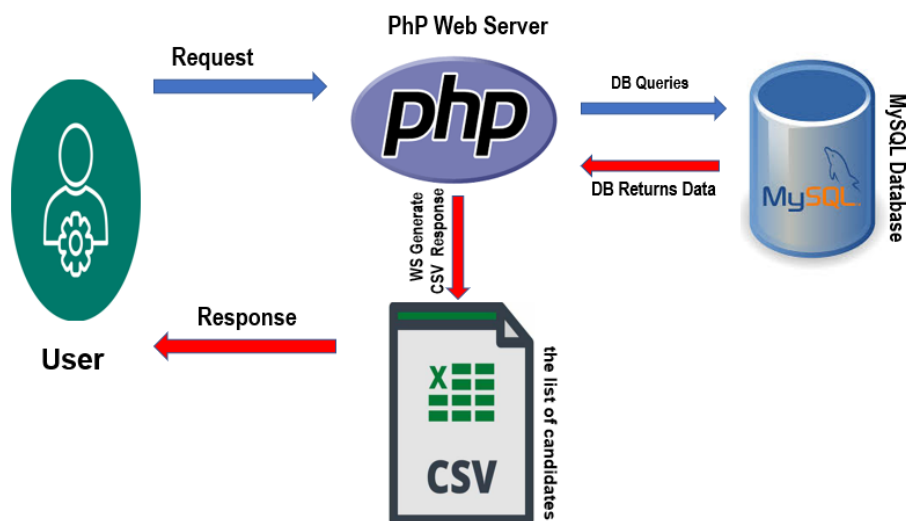 PhP Web Server
Request
php
DB Queries
MySQL Database
DB Returns Data
MySQL
WS Generate
CSV Response
Response
User
X
CSV
the list of candidates